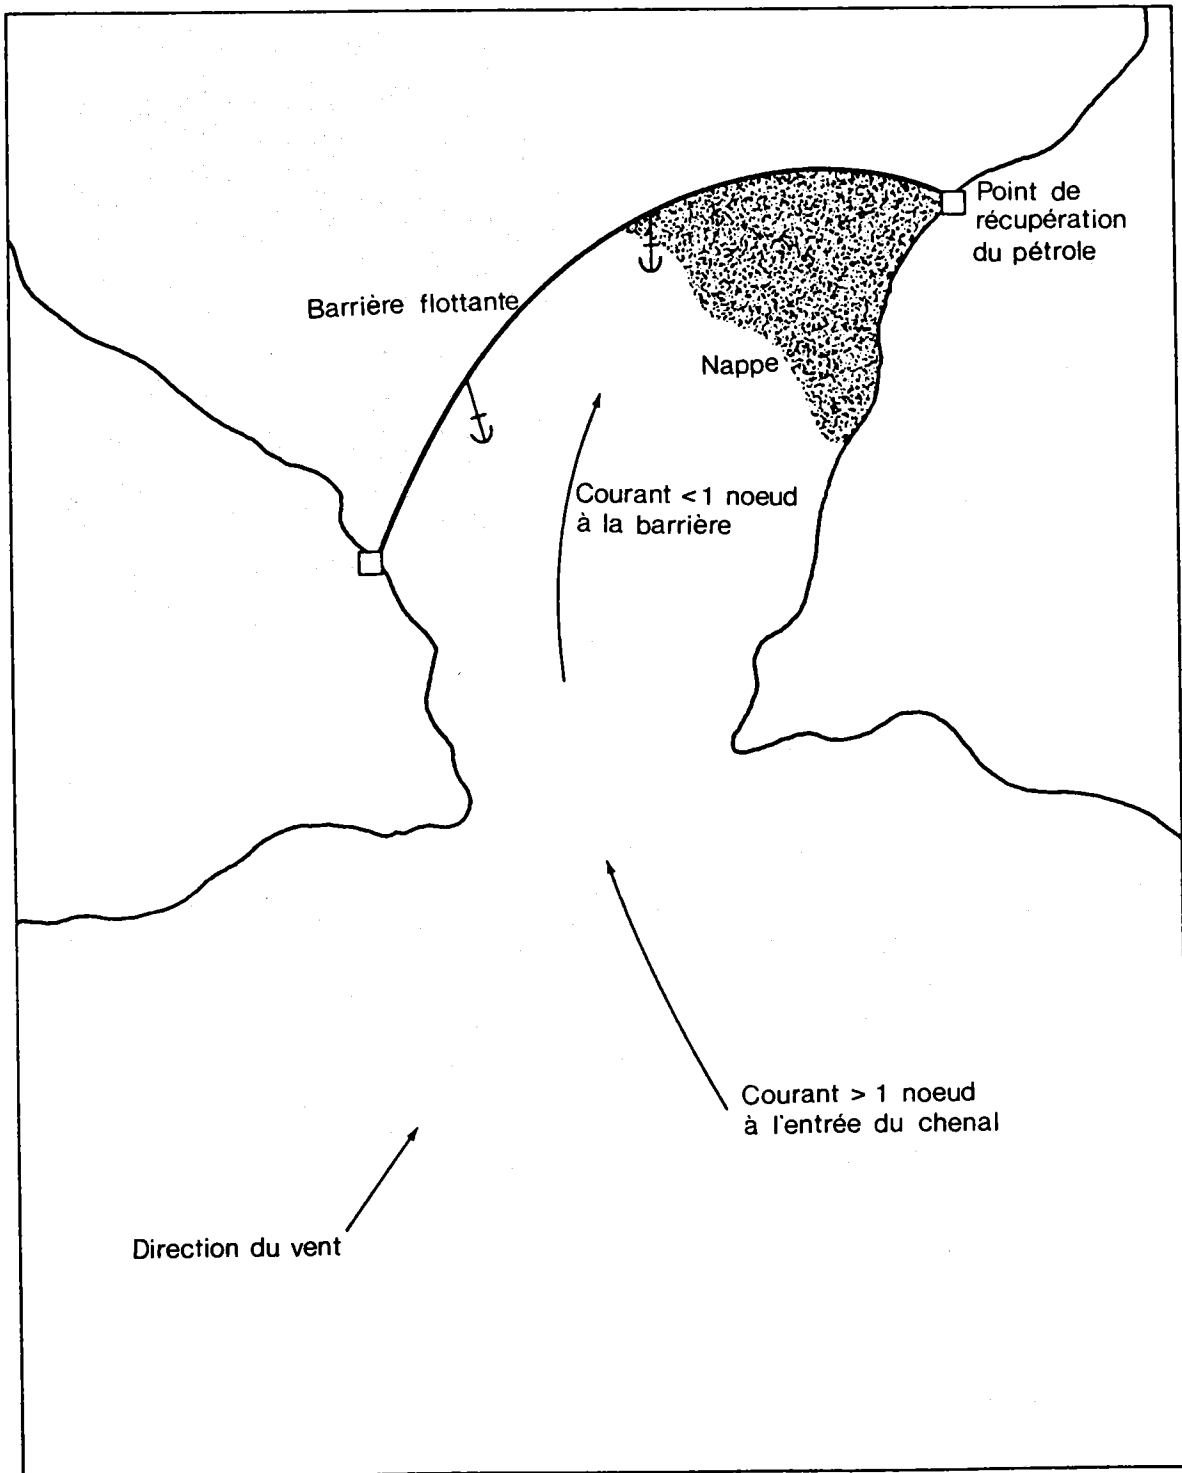 Point de
récupération
du pétrole
Barrière flottante
Nappe
Courant < 1 noeud
à la barrière
Courant > 1 noeud
à l'entrée du chenal
Direction du vent